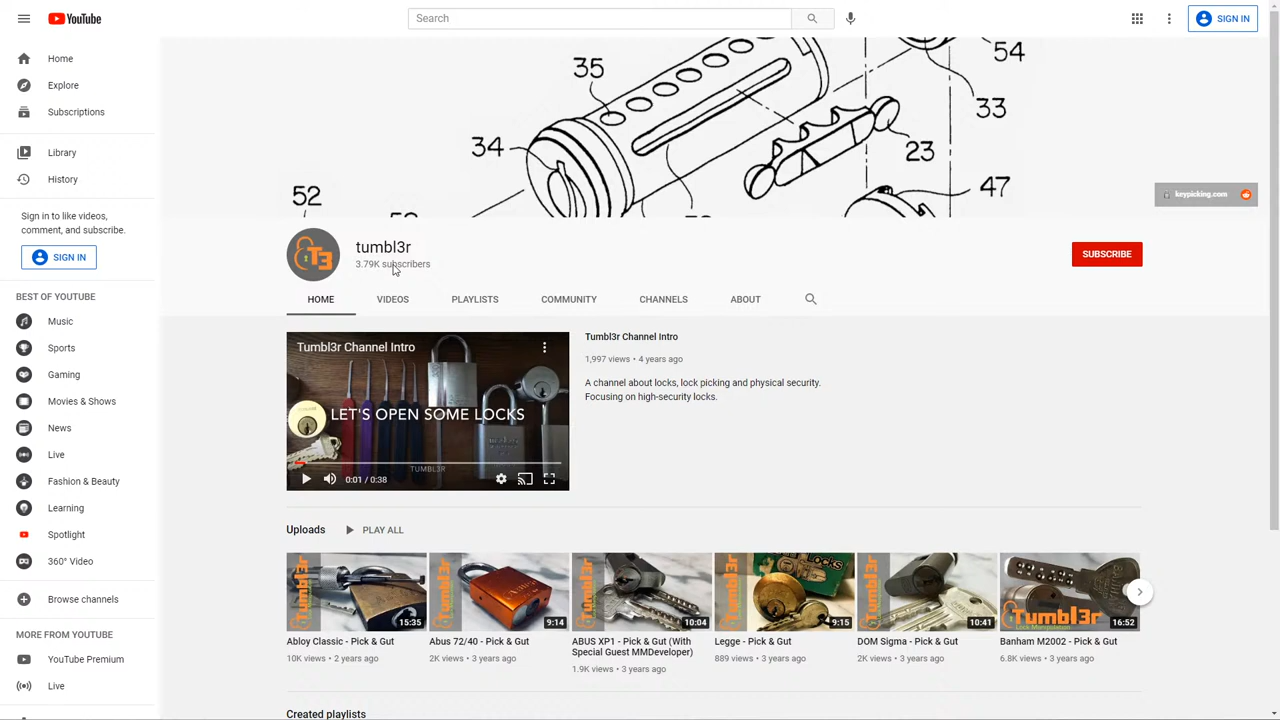 YouTube
Search
SIGN IN
Home
Explore
Subscriptions
Library
History
Sign in to like videos,
comment, and subscribe.
SIGN IN
BEST OF YOUTUBE
Music
Sports
Gaming
Movies & Shows
News
Live
Fashion & Beauty
Learning
Spotlight
360° Video
Browse channels
MORE FROM YOUTUBE
YouTube Premium
Live
35
54
33
34
23
47
52
keypicking.com
T3
tumbl3r
3.79K subscribers
SUBSCRIBE
HOME
VIDEOS
PLAYLISTS
COMMUNITY
CHANNELS
ABOUT
Tumbl3r Channel Intro
LET'S OPEN SOME LOCKS
TUMBL3R
0:01 / 0:38
Tumbl3r Channel Intro
1,997 views • 4 years ago
A channel about locks, lock picking and physical security.
Focusing on high-security locks.
Uploads
PLAY ALL
Tumbl3r
15:35
Abloy Classic - Pick & Gut
10K views • 2 years ago
Tumbl3r
9:14
Abus 72/40 - Pick & Gut
2K views • 3 years ago
Tumbl3r
10:04
ABUS XP1 - Pick & Gut (With
Special Guest MMDeveloper)
1.9K views • 3 years ago
Tumbl3r
9:15
Legge - Pick & Gut
889 views • 3 years ago
Tumbl3r
10:41
DOM Sigma - Pick & Gut
2K views • 3 years ago
Tumbl3r
16:52
Banham M2002 - Pick & Gut
6.8K views • 3 years ago
Created playlists